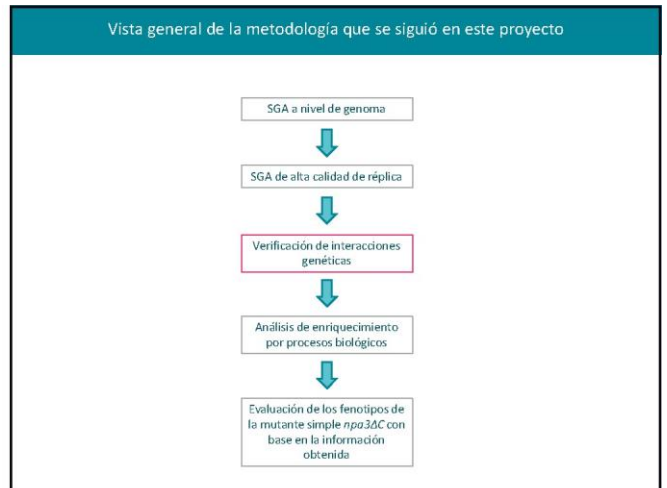 Vista general de la metodología que se siguió en este proyecto
SGA a nivel de genoma
SGA de alta calidad de réplica
Verificación de interacciones
genéticas
Análisis de enriquecimiento
por procesos biológicos
Evaluación de los fenotipos de
la mutante simple npa3ΔC con
base en la información
obtenida